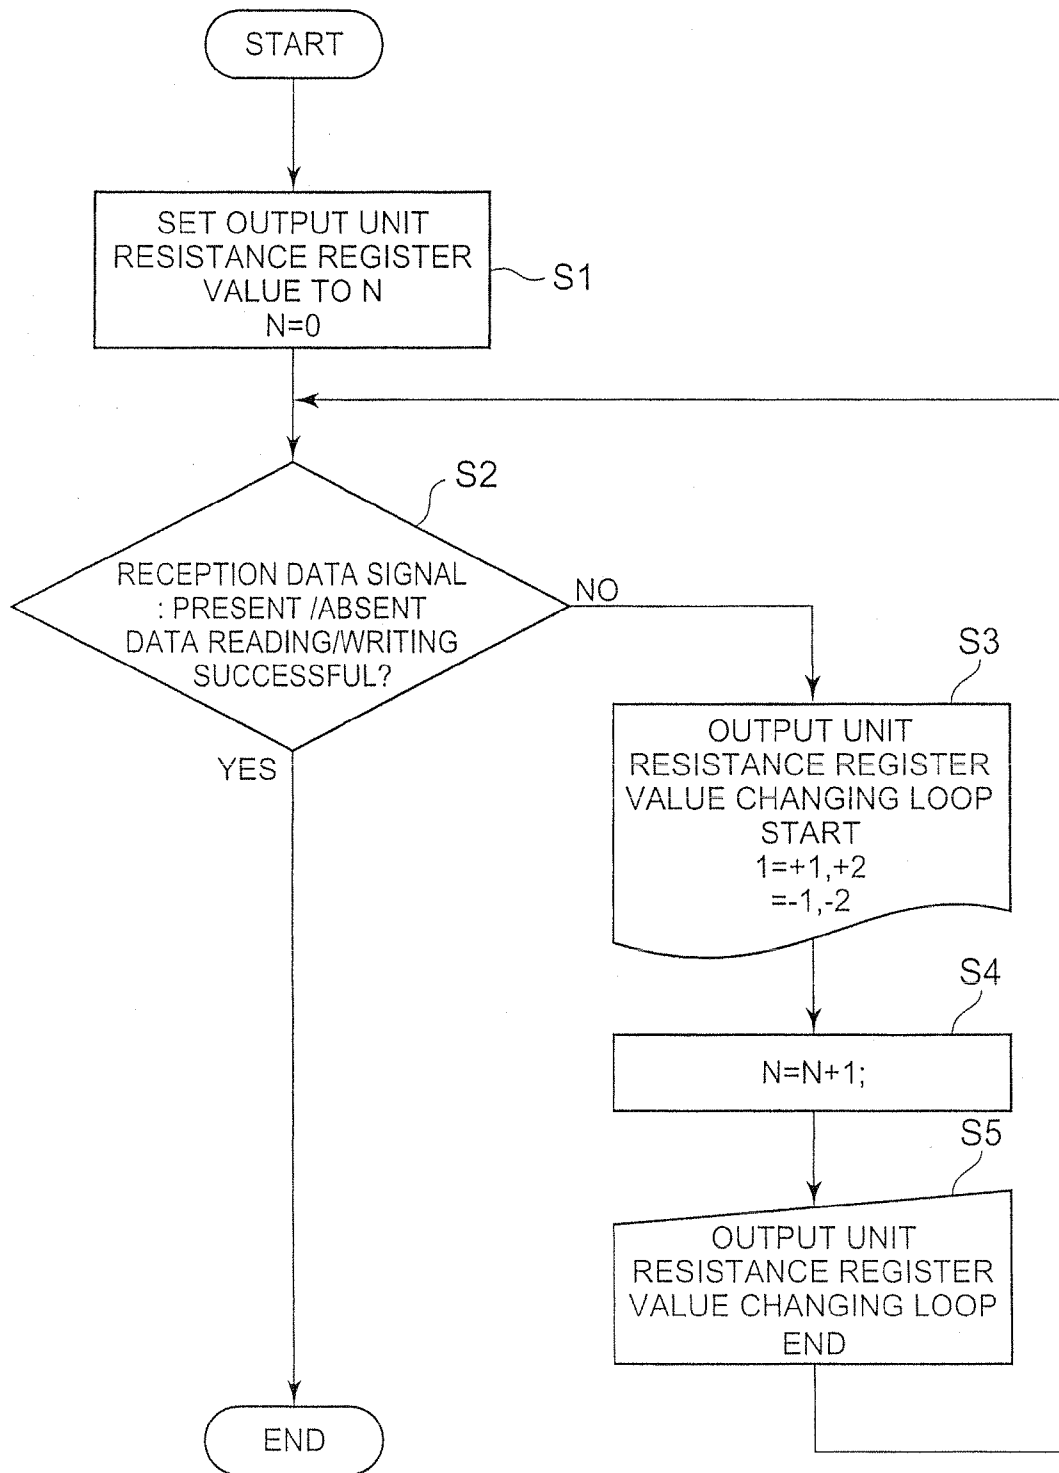 START
SET OUTPUT UNIT
RESISTANCE REGISTER
VALUE TO N
N=0
S1
S2
RECEPTION DATA SIGNAL
: PRESENT /ABSENT
DATA READING/WRITING
SUCCESSFUL?
NO
YES
S3
OUTPUT UNIT
RESISTANCE REGISTER
VALUE CHANGING LOOP
START
1=+1,+2
=-1,-2
S4
N=N+1;
S5
OUTPUT UNIT
RESISTANCE REGISTER
VALUE CHANGING LOOP
END
END